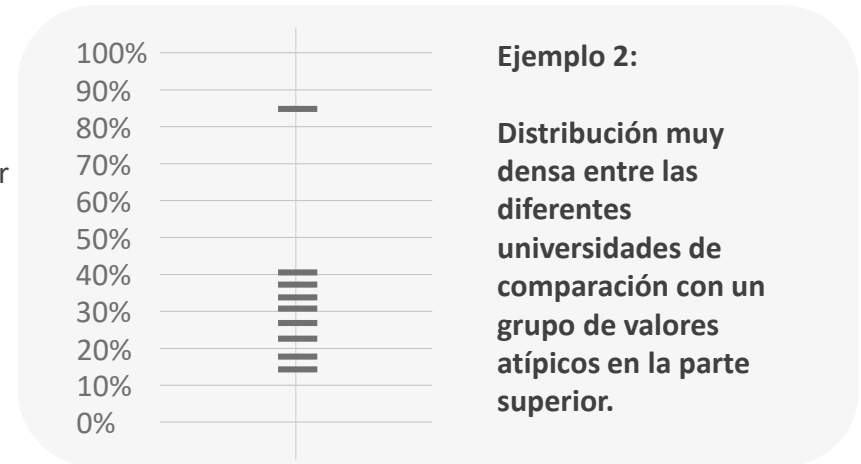 100%
90%
80%
70%
60%
50%
40%
30%
20%
10%
0%
r
Ejemplo 2:
Distribución muy
densa entre las
diferentes
universidades de
comparación con un
grupo de valores
atípicos en la parte
superior.